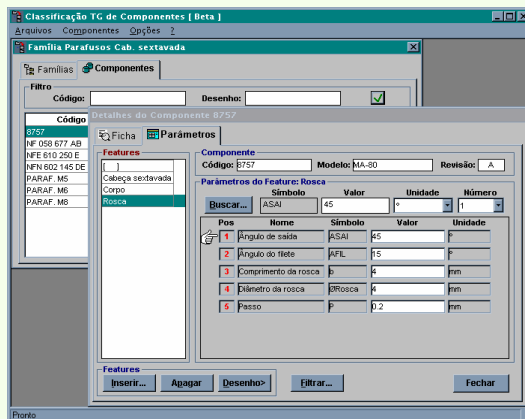 Classificação TG de Componentes [ Beta ]
Arquivos Componentes Opções ?
Família Parafusos Cab. sextavada
Famílias Componentes
Filtro
Código: Desenho:
Código
8757
NF 058 677 AB
NFE 610 250 E
NFN 602 145 DE
PARAF. M5
PARAF. M6
PARAF. M8
Detalhes do Componente 8757
Ficha Parámetros
Features
[ ]
Cabeça sextavada
Corpo
Rosca
Componente
Código: 8757 Modelo: MA-80 Revisão: A
Parámetros do Feature: Rosca
Símbolo Valor Unidade Número
Buscar... ASAI 45 º 1
Pos Nome Símbolo Valor Unidade
1 Ângulo de saída ASAI 45 º
2 Ângulo do filete AFIL 15 º
3 Comprimento da rosca b 4 mm
4 Diâmetro da rosca ØRosca 4 mm
5 Passo P 0.2 mm
Features
Inserir... Apagar Desenho> Filtrar... Fechar
Pronto